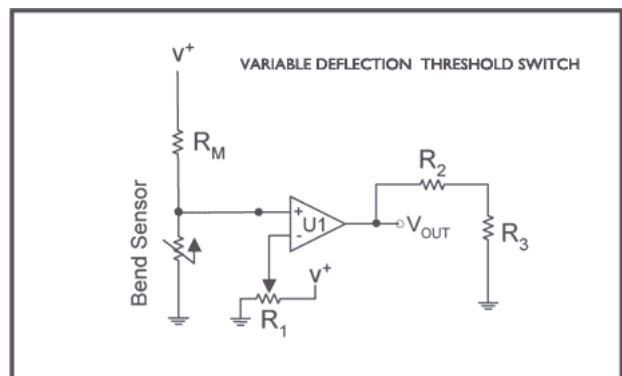 V+
VARIABLE DEFLECTION THRESHOLD SWITCH
RM
Bend Sensor
+
U1
-
VOUT
R2
R3
V+
R1